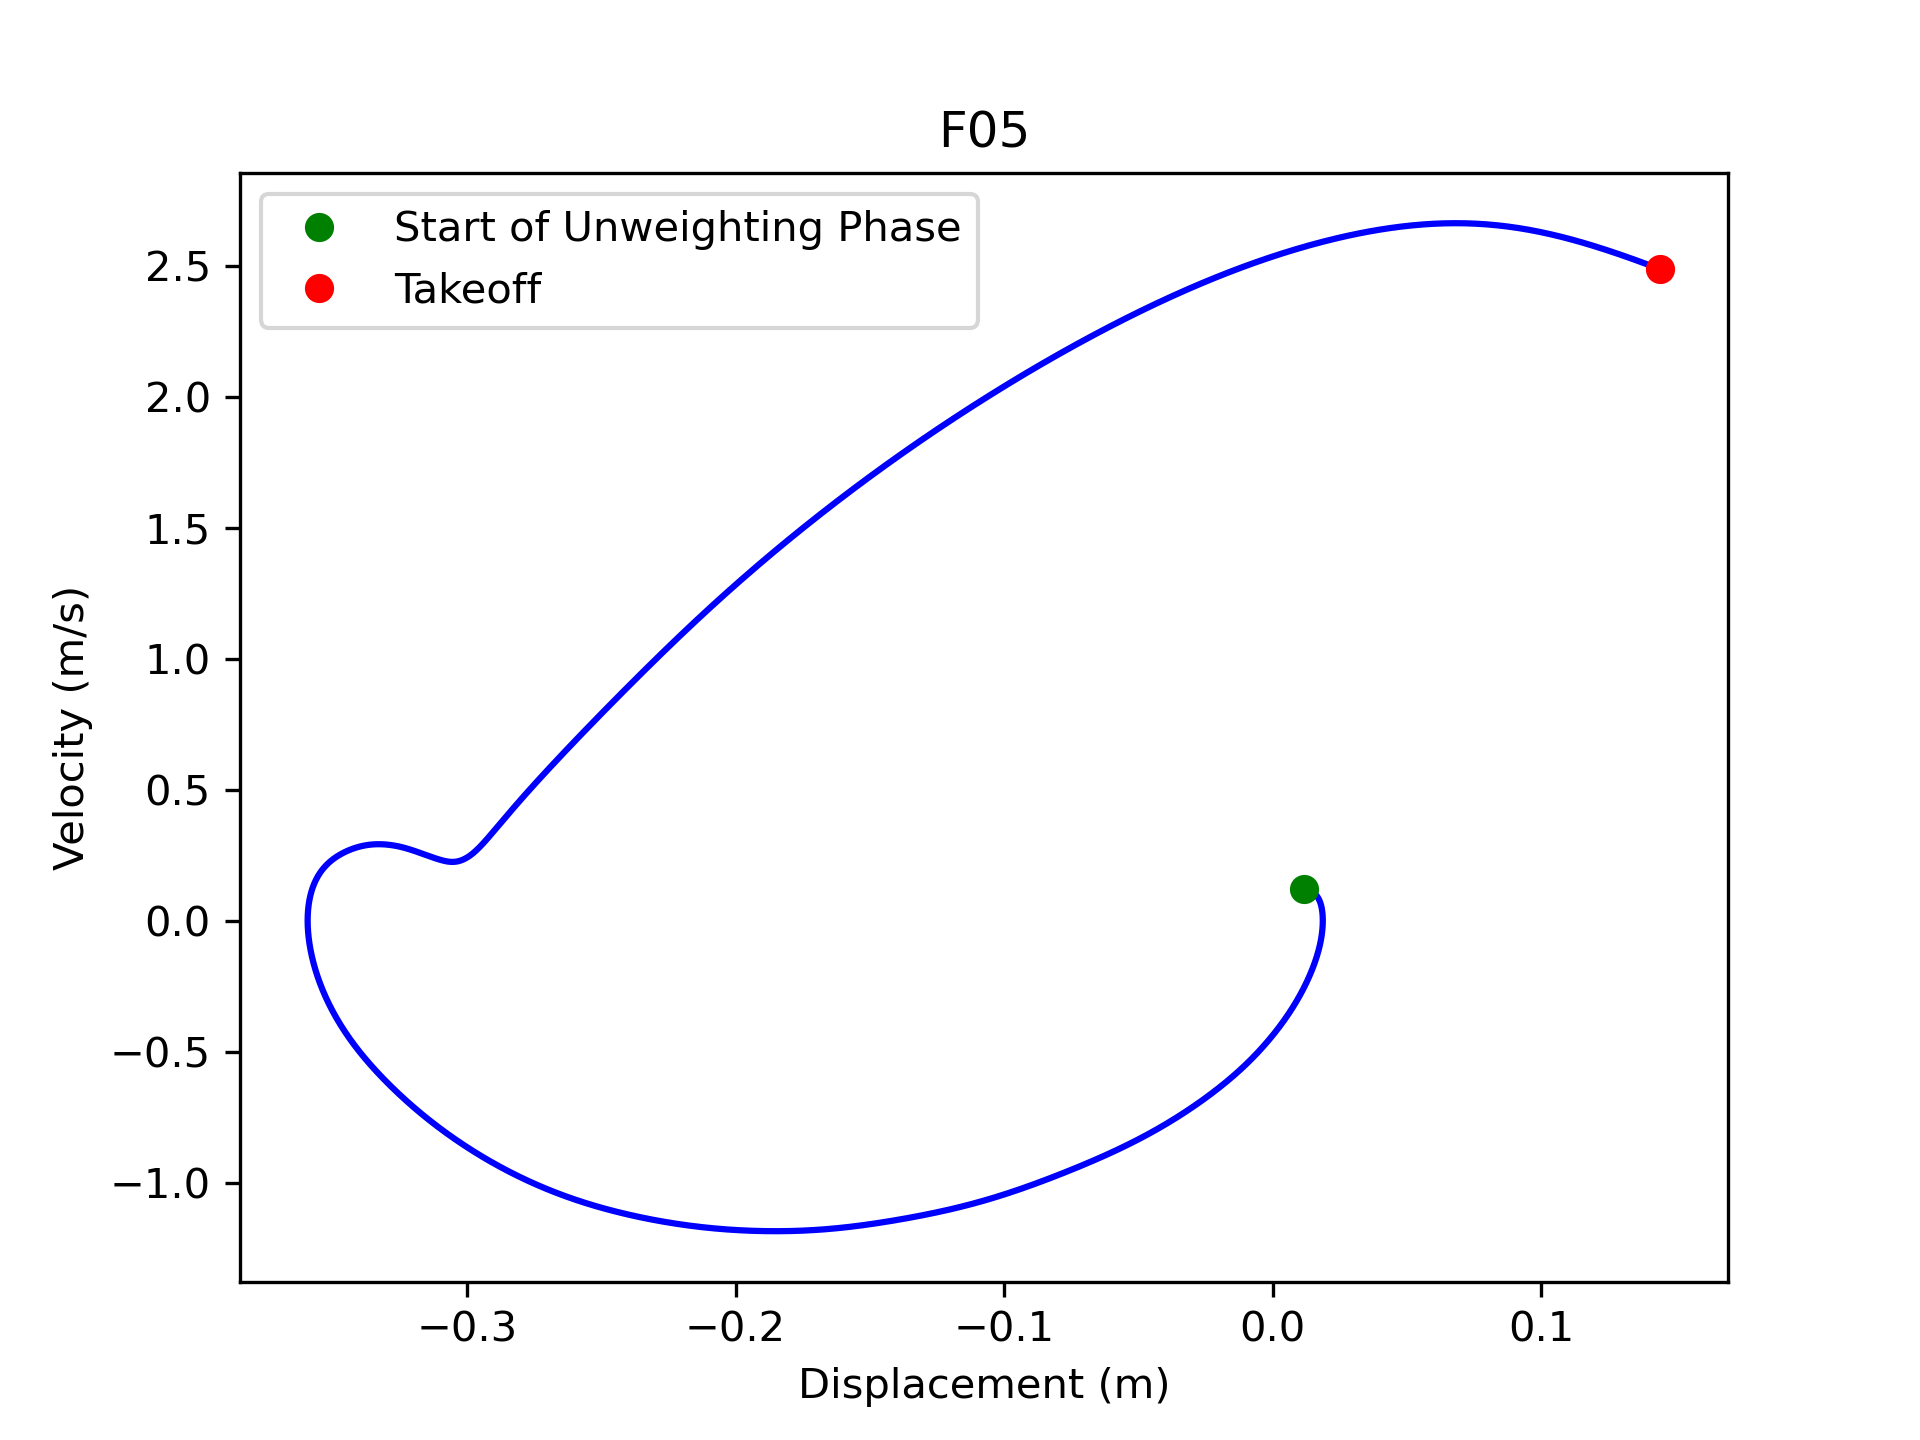 F05
Start of Unweighting Phase
Takeoff
2.5
2.0
1.5
1.0
0.5
0.0
−0.5
−1.0
Velocity (m/s)
−0.3 −0.2 −0.1 0.0 0.1
Displacement (m)